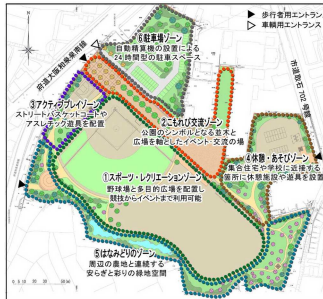 ▶ 歩行者用エントランス
▷ 車輌用エントランス
府道大阪和泉泉南線
市道取石702号線
⑥駐車場ゾーン
自動精算機の設置による
24時間型の駐車スペース
③アクティブプレイゾーン
ストリートバスケットコートや
アスレチック遊具を配置
②こもれび交流ゾーン
公園のシンボルとなる並木と
広場を軸としたイベント・交流の場
④休憩・あそびゾーン
集合住宅や学校に近接する
箇所に休憩施設や遊具を設置
①スポーツ・レクリエーションゾーン
野球場と多目的広場を配置し
競技からイベントまで利用可能
⑤はなみどりのゾーン
周辺の農地と連続する
安らぎと彩りの緑地空間